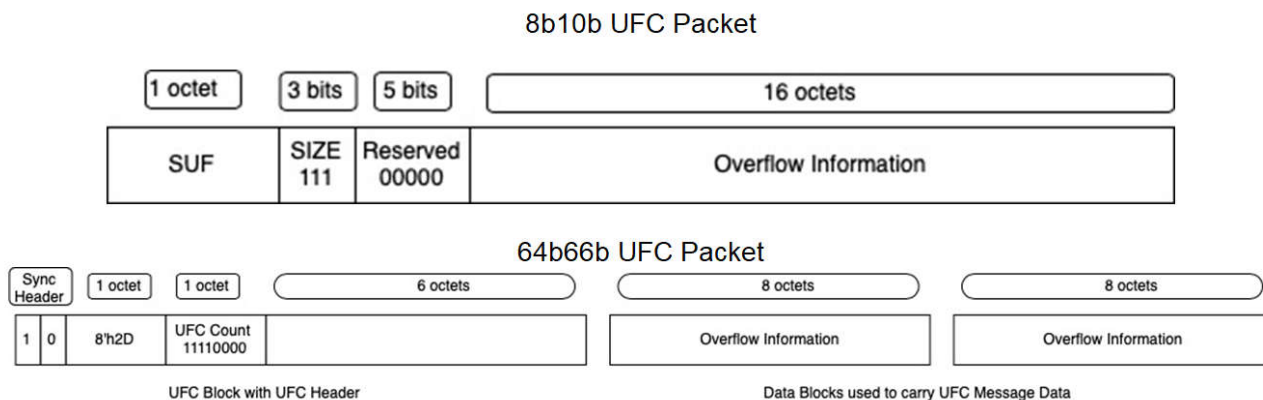 8b10b UFC Packet
1 octet
3 bits
5 bits
16 octets
SUF
SIZE
111
Reserved
00000
Overflow Information
64b66b UFC Packet
Sync
Header
1 octet
1 octet
6 octets
8 octets
8 octets
1
0
8'h2D
UFC Count
11110000
Overflow Information
Overflow Information
UFC Block with UFC Header
Data Blocks used to carry UFC Message Data